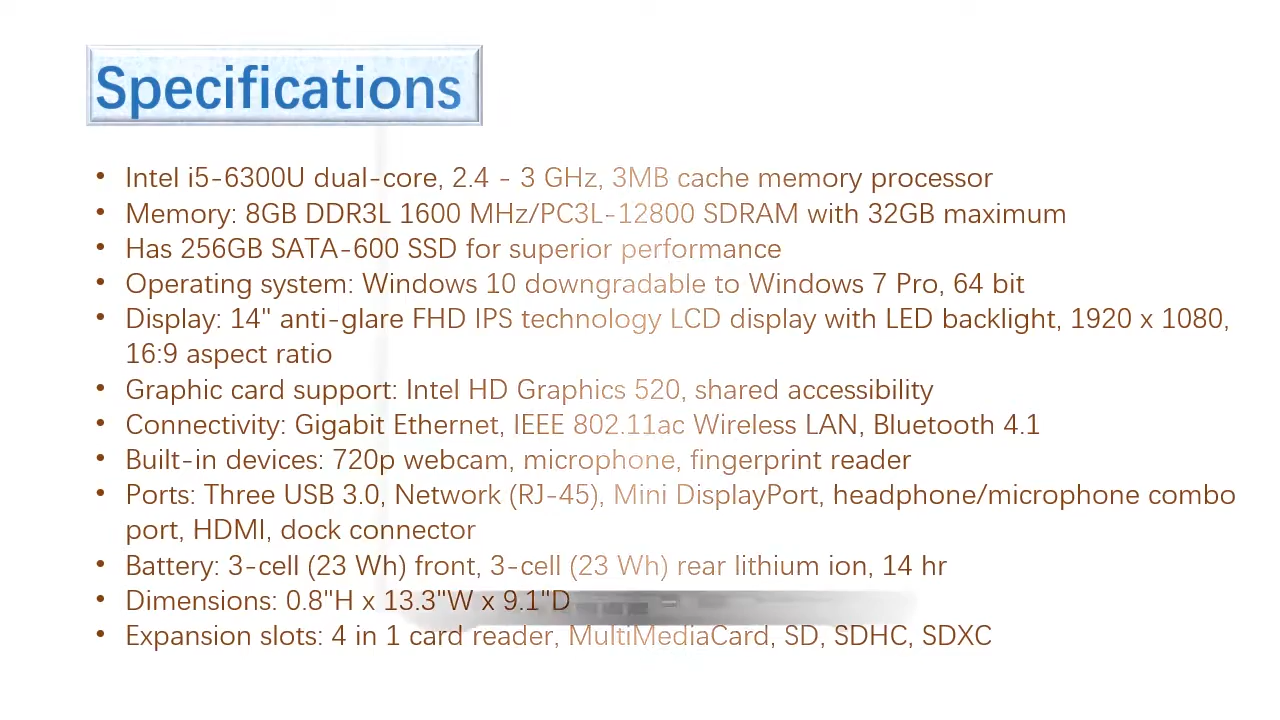 Specifications
• Intel i5-6300U dual-core, 2.4 - 3 GHz, 3MB cache memory processor
• Memory: 8GB DDR3L 1600 MHz/PC3L-12800 SDRAM with 32GB maximum
• Has 256GB SATA-600 SSD for superior performance
• Operating system: Windows 10 downgradable to Windows 7 Pro, 64 bit
• Display: 14" anti-glare FHD IPS technology LCD display with LED backlight, 1920 x 1080,
16:9 aspect ratio
• Graphic card support: Intel HD Graphics 520, shared accessibility
• Connectivity: Gigabit Ethernet, IEEE 802.11ac Wireless LAN, Bluetooth 4.1
• Built-in devices: 720p webcam, microphone, fingerprint reader
• Ports: Three USB 3.0, Network (RJ-45), Mini DisplayPort, headphone/microphone combo
port, HDMI, dock connector
• Battery: 3-cell (23 Wh) front, 3-cell (23 Wh) rear lithium ion, 14 hr
• Dimensions: 0.8"H x 13.3"W x 9.1"D
• Expansion slots: 4 in 1 card reader, MultiMediaCard, SD, SDHC, SDXC